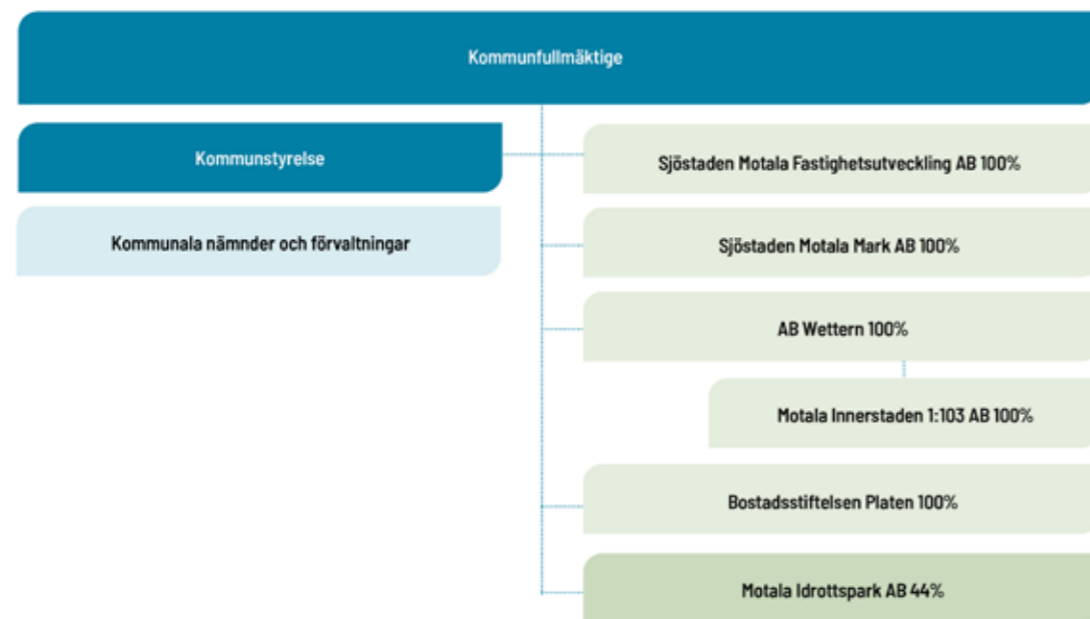 Kommunfullmäktige
Kommunstyrelse
Kommunala nämnder och förvaltningar
Sjöstaden Motala Fastighetsutveckling AB 100%
Sjöstaden Motala Mark AB 100%
AB Wettern 100%
Motala Innerstaden 1:103 AB 100%
Bostadsstiftelsen Platen 100%
Motala Idrottspark AB 44%